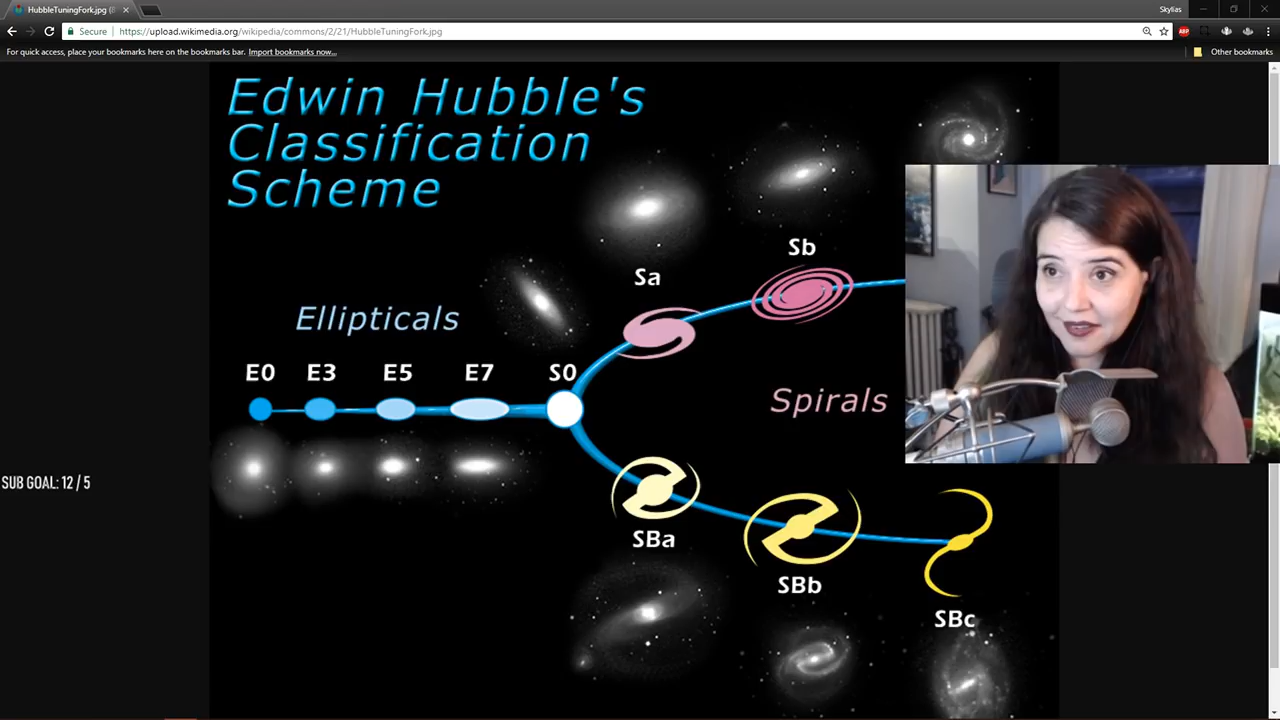 HubbleTuningFork.jpg (
Skylias
Secure
https://upload.wikimedia.org/wikipedia/commons/2/21/HubbleTuningFork.jpg
ABP
For quick access, place your bookmarks here on the bookmarks bar. Import bookmarks now...
Other bookmarks
Edwin Hubble's
Classification
Scheme
Sb
Sa
Ellipticals
E0 E3 E5 E7 S0
Spirals
SUB GOAL: 12 / 5
SBa
SBb
SBc